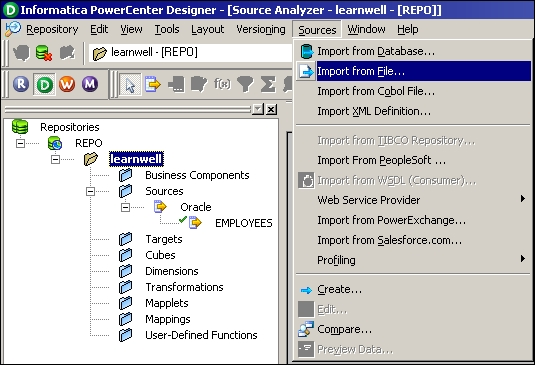 D Informatica PowerCenter Designer - [Source Analyzer - learnwell - [REPO]]
Repository Edit View Tools Layout Versioning Sources Window Help
learnwell - [REPO]
R D W M
f(x)
Repositories
REPO
learnwell
Business Components
Sources
Oracle
EMPLOYEES
Targets
Cubes
Dimensions
Transformations
Mapplets
Mappings
User-Defined Functions
Import from Database...
Import from File...
Import from Cobol File...
Import XML Definition...
Import from TIBCO Repository...
Import From PeopleSoft ...
Import from WSDL (Consumer)...
Web Service Provider
Import from PowerExchange...
Import from Salesforce.com...
Profiling
Create...
Edit...
Compare...
Preview Data...